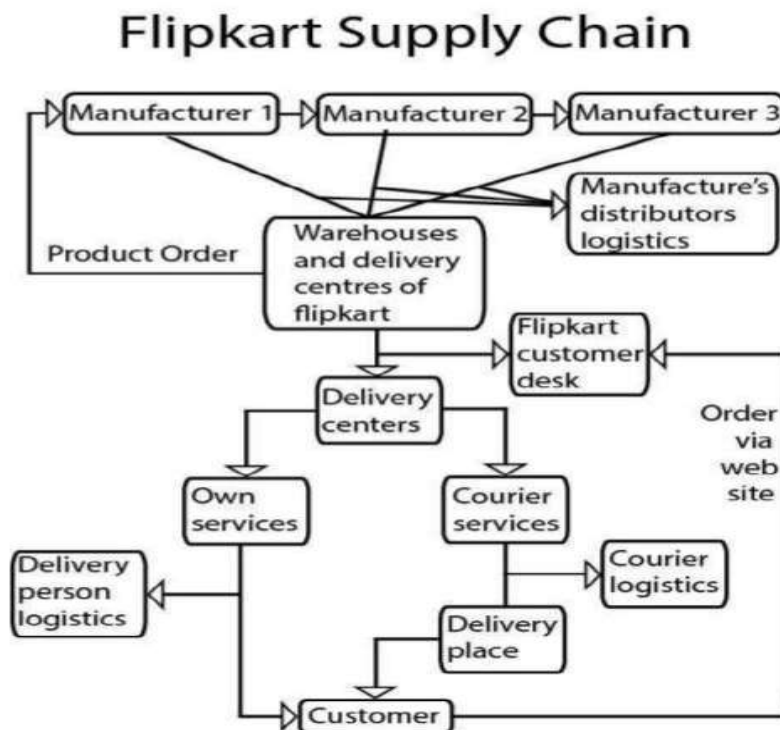 Flipkart Supply Chain
Manufacturer 1
Manufacturer 2
Manufacturer 3
Manufacture's
distributors
logistics
Product Order
Warehouses
and delivery
centres of
flipkart
Flipkart
customer
desk
Delivery
centers
Order
via
web
site
Own
services
Courier
services
Delivery
person
logistics
Courier
logistics
Delivery
place
Customer